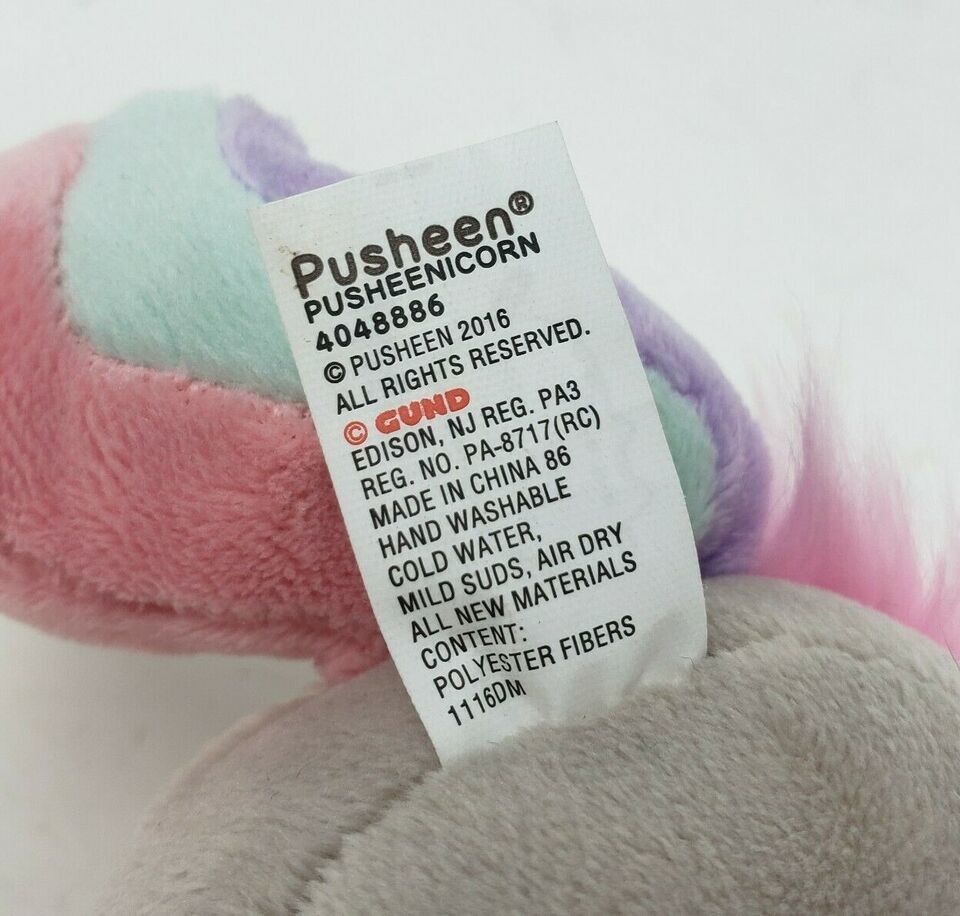 Pusheen®
PUSHEENICORN
4048886
© PUSHEEN 2016
ALL RIGHTS RESERVED.
© GUND
EDISON, NJ REG. PA3
REG. NO. PA-8717(RC)
MADE IN CHINA 86
HAND WASHABLE
COLD WATER,
MILD SUDS, AIR DRY
ALL NEW MATERIALS
CONTENT:
POLYESTER FIBERS
1116DM